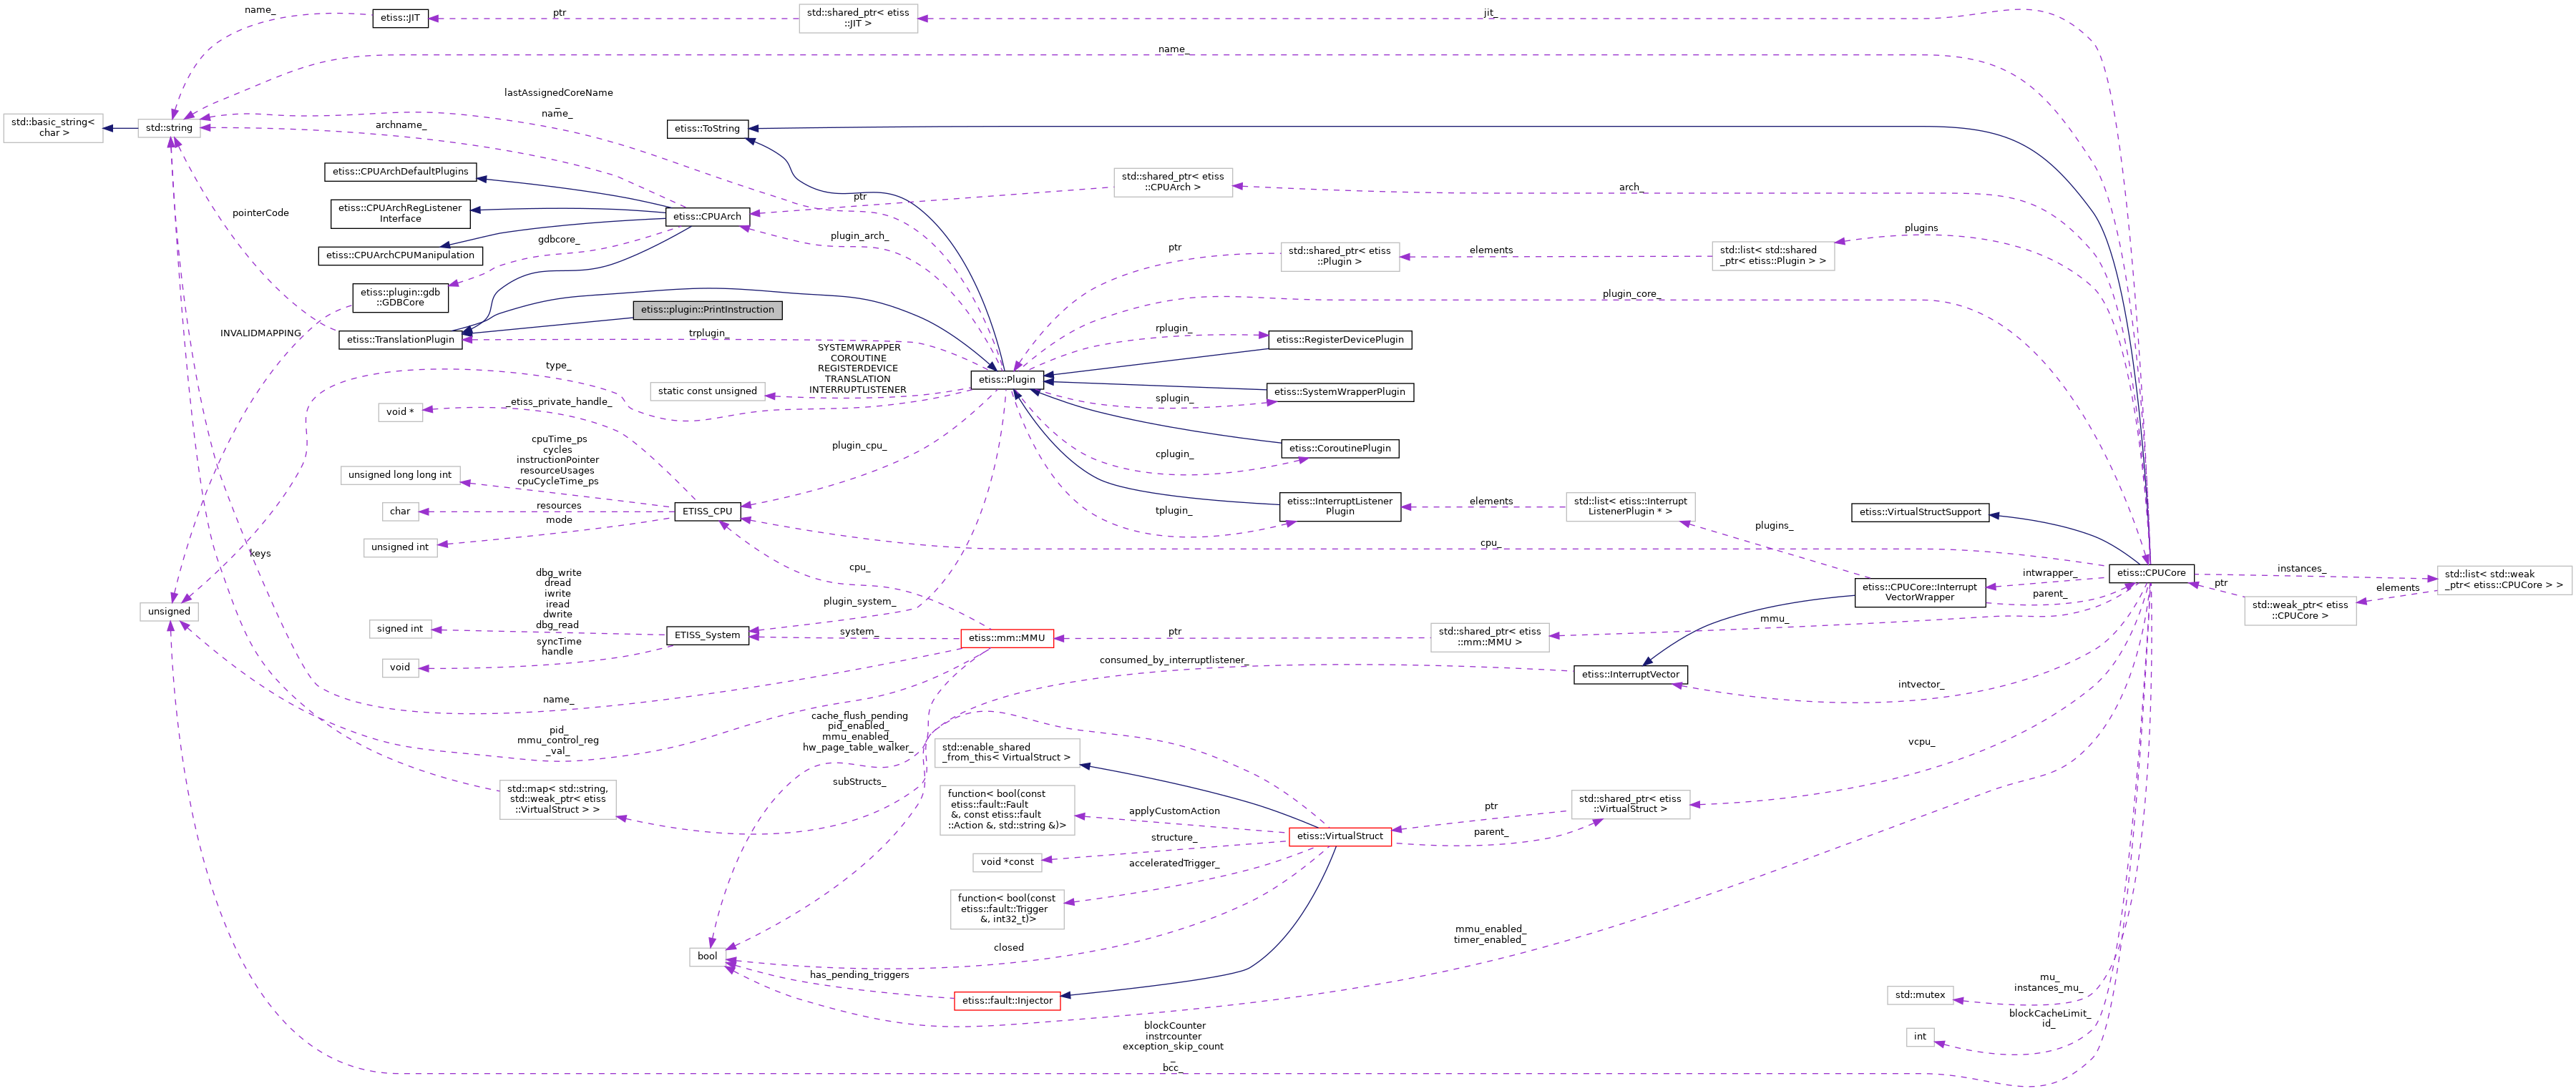 name_
etiss::JIT
ptr
std::shared_ptr< etiss
::JIT >
jit_
name_
lastAssignedCoreName
_
name_
archname_
std::basic_string<
char >
std::string
etiss::ToString
etiss::CPUArchDefaultPlugins
std::shared_ptr< etiss
::CPUArch >
arch_
ptr
etiss::CPUArchRegListener
Interface
etiss::CPUArch
pointerCode
plugin_arch_
gdbcore_
etiss::CPUArchCPUManipulation
plugins
ptr
std::shared_ptr< etiss
::Plugin >
elements
std::list< std::shared
_ptr< etiss::Plugin > >
etiss::plugin::gdb
::GDBCore
plugin_core_
etiss::plugin::PrintInstruction
INVALIDMAPPING
etiss::TranslationPlugin
trplugin_
rplugin_
etiss::RegisterDevicePlugin
SYSTEMWRAPPER
COROUTINE
REGISTERDEVICE
TRANSLATION
INTERRUPTLISTENER
type_
static const unsigned
etiss::Plugin
splugin_
etiss::SystemWrapperPlugin
void *
_etiss_private_handle_
cpuTime_ps
cycles
instructionPointer
resourceUsages
cpuCycleTime_ps
plugin_cpu_
cplugin_
etiss::CoroutinePlugin
unsigned long long int
char
resources
mode
ETISS_CPU
tplugin_
etiss::InterruptListener
Plugin
elements
std::list< etiss::Interrupt
ListenerPlugin * >
etiss::VirtualStructSupport
plugins_
unsigned int
keys
cpu_
cpu_
dbg_write
dread
iwrite
iread
dwrite
dbg_read
syncTime
handle
plugin_system_
intwrapper_
parent_
etiss::CPUCore::Interrupt
VectorWrapper
etiss::CPUCore
instances_
ptr
std::list< std::weak
_ptr< etiss::CPUCore > >
elements
std::weak_ptr< etiss
::CPUCore >
unsigned
signed int
void
ETISS_System
system_
etiss::mm::MMU
ptr
std::shared_ptr< etiss
::mm::MMU >
mmu_
consumed_by_interruptlistener_
etiss::InterruptVector
intvector_
name_
pid_
mmu_control_reg
_val_
cache_flush_pending
pid_enabled_
mmu_enabled_
hw_page_table_walker_
std::enable_shared
_from_this< VirtualStruct >
vcpu_
subStructs_
std::map< std::string,
std::weak_ptr< etiss
::VirtualStruct > >
function< bool(const
etiss::fault::Fault
&, const etiss::fault
::Action &, std::string &)>
applyCustomAction
ptr
std::shared_ptr< etiss
::VirtualStruct >
structure_
etiss::VirtualStruct
parent_
void *const
acceleratedTrigger_
function< bool(const
etiss::fault::Trigger
&, int32_t)>
closed
bool
mmu_enabled_
timer_enabled_
has_pending_triggers
etiss::fault::Injector
mu_
instances_mu_
std::mutex
blockCacheLimit_
id_
int
blockCounter
instrcounter
exception_skip_count
_
bcc_